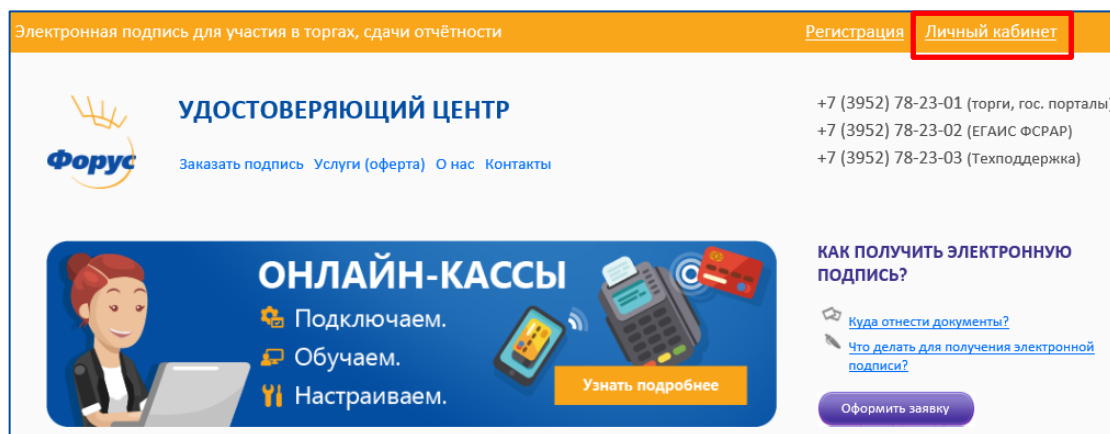 Электронная подпись для участия в торгах, сдачи отчётности
Регистрация Личный кабинет
Форус
УДОСТОВЕРЯЮЩИЙ ЦЕНТР
Заказать подпись Услуги (оферта) О нас Контакты
+7 (3952) 78-23-01 (торги, гос. порталы)
+7 (3952) 78-23-02 (ЕГАИС ФСРАР)
+7 (3952) 78-23-03 (Техподдержка)
ОНЛАЙН-КАССЫ
Подключаем.
Обучаем.
Настраиваем.
Узнать подробнее
КАК ПОЛУЧИТЬ ЭЛЕКТРОННУЮ
ПОДПИСЬ?
Куда отнести документы?
Что делать для получения электронной
подписи?
Оформить заявку